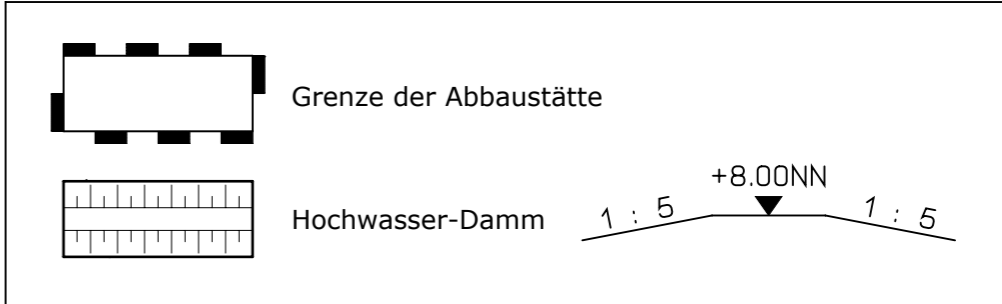 Grenze der Abbaustätte
+8.00NN
Hochwasser-Damm
1 : 5
1 : 5